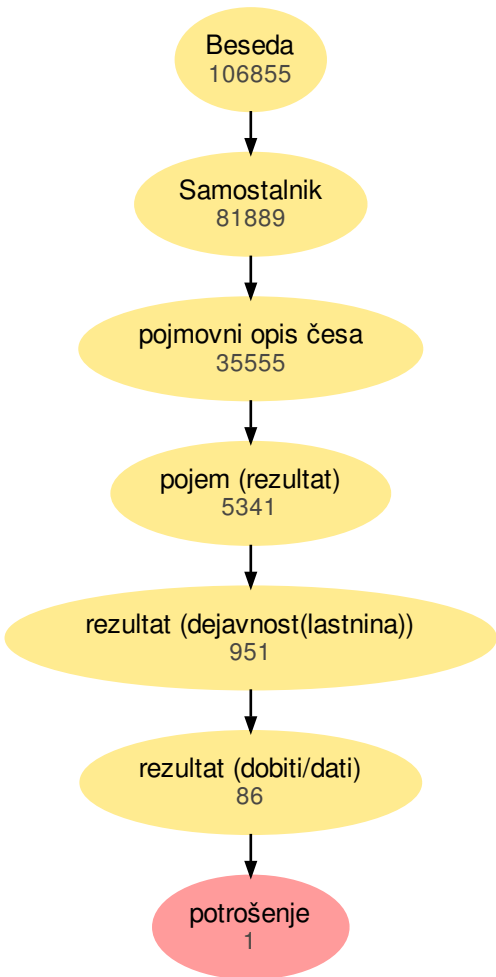 Beseda
106855
Samostalnik
81889
pojmovni opis česa
35555
pojem (rezultat)
5341
rezultat (dejavnost(lastnina))
951
rezultat (dobiti/dati)
86
potrošenje
1